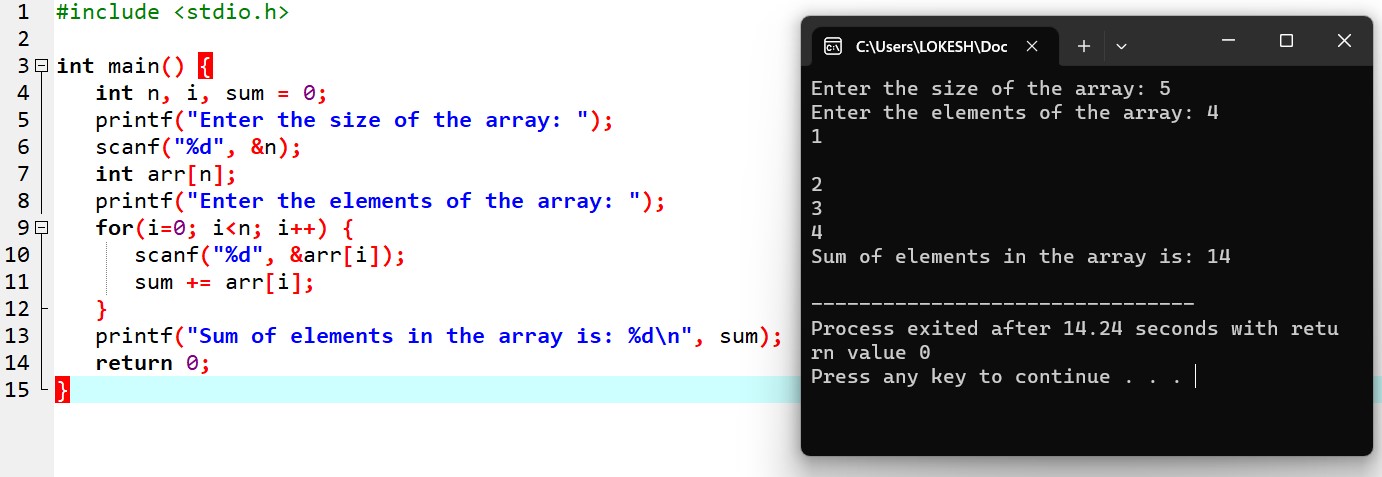 1 #include <stdio.h>
2
3 int main() {
4 int n, i, sum = 0;
5 printf("Enter the size of the array: ");
6 scanf("%d", &n);
7 int arr[n];
8 printf("Enter the elements of the array: ");
9 for(i=0; i<n; i++) {
10 scanf("%d", &arr[i]);
11 sum += arr[i];
12 }
13 printf("Sum of elements in the array is: %d\n", sum);
14 return 0;
15 }
C:\Users\LOKESH\Doc
Enter the size of the array: 5
Enter the elements of the array: 4
1

2
3
4
Sum of elements in the array is: 14

--------------------------------
Process exited after 14.24 seconds with retu
rn value 0
Press any key to continue . . .